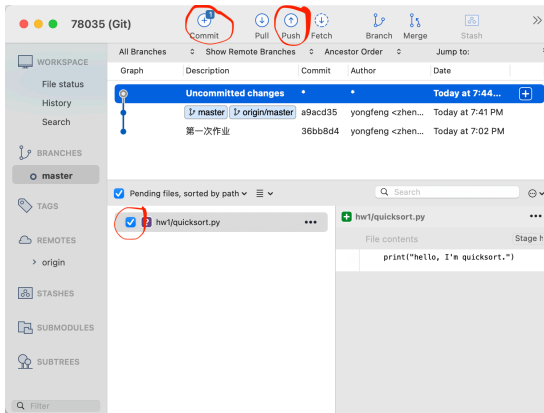 78035 (Git)
1
Commit
Pull
Push
Fetch
Branch
Merge
Stash
All Branches
Show Remote Branches
Ancestor Order
Jump to:
WORKSPACE
File status
History
Search
BRANCHES
master
TAGS
REMOTES
origin
STASHES
SUBMODULES
SUBTREES
Filter
Graph Description Commit Author Date
Uncommitted changes * * Today at 7:44...
master origin/master a9acd35 yongfeng <zhen... Today at 7:41 PM
第一次作业 36bb8d4 yongfeng <zhen... Today at 7:02 PM
Pending files, sorted by path
Search
? hw1/quicksort.py
hw1/quicksort.py
File contents
Stage h
print("hello, I'm quicksort.")